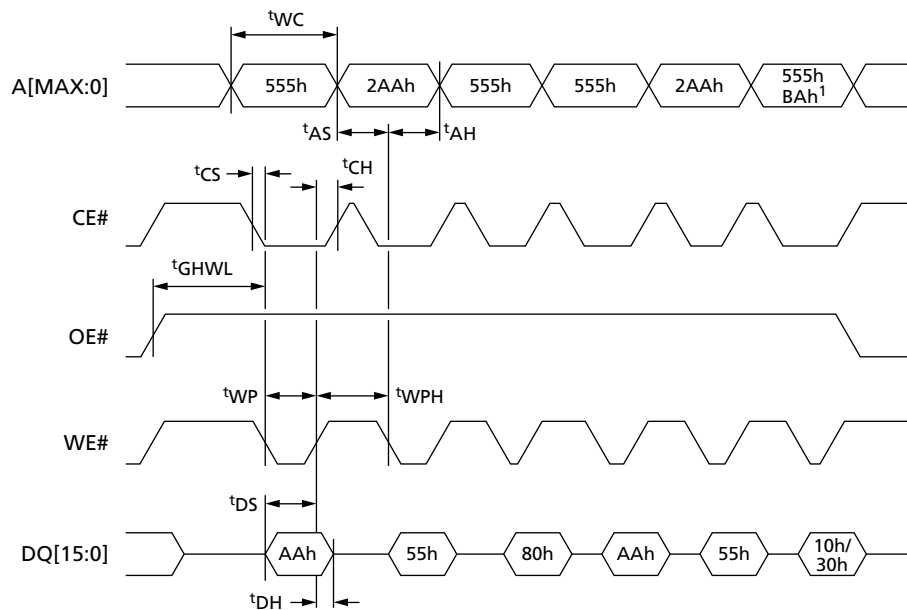 tWC
A[MAX:0] 555h 2AAh 555h 555h 2AAh 555h BAh1
tAS tAH
tCS tCH
CE#
tGHWL
OE#
tWP tWPH
WE#
tDS
DQ[15:0] AAh 55h 80h AAh 55h 10h/ 30h
tDH